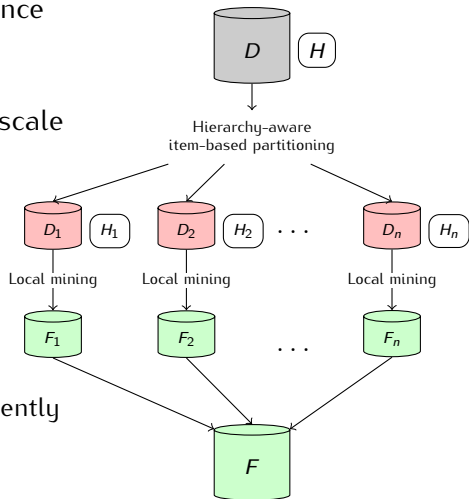 nce
D H
scale
Hierarchy-aware
item-based partitioning
D1 H1 D2 H2 . . . Dn Hn
Local mining Local mining Local mining
F1 F2 . . . Fn
ently
F